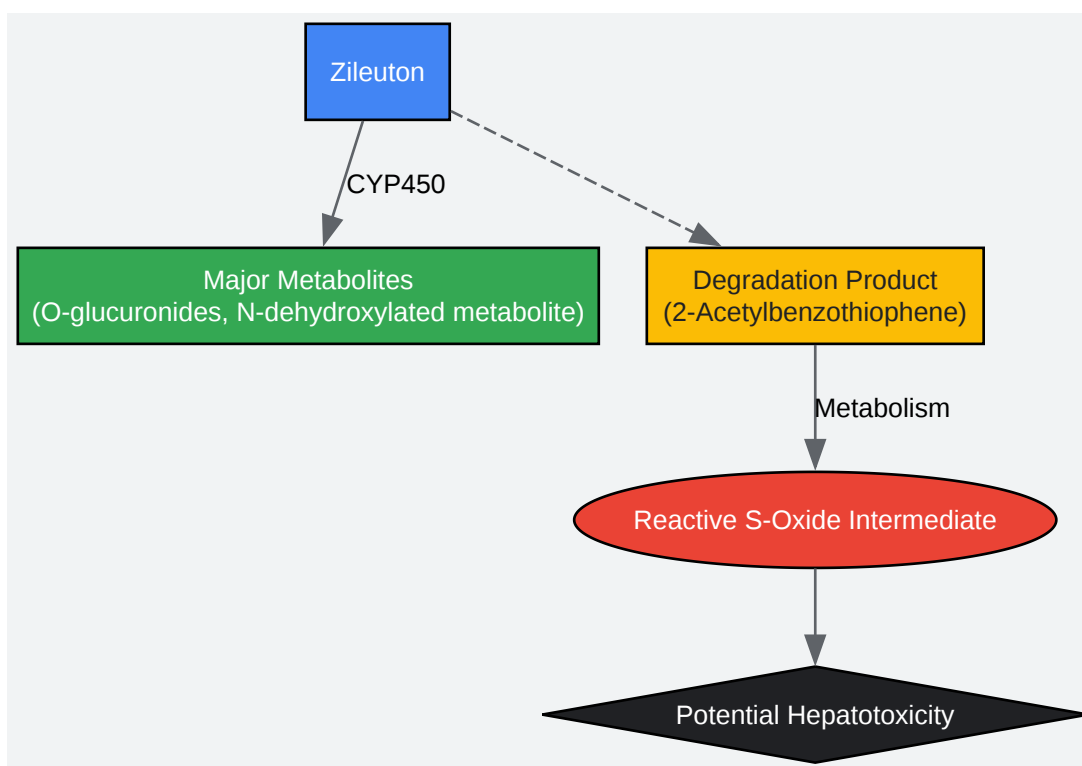 Zileuton
CYP450
Major Metabolites
(O-glucuronides, N-dehydroxylated metabolite)
Degradation Product
(2-Acetylbenzothiophene)
Metabolism
Reactive S-Oxide Intermediate
Potential Hepatotoxicity